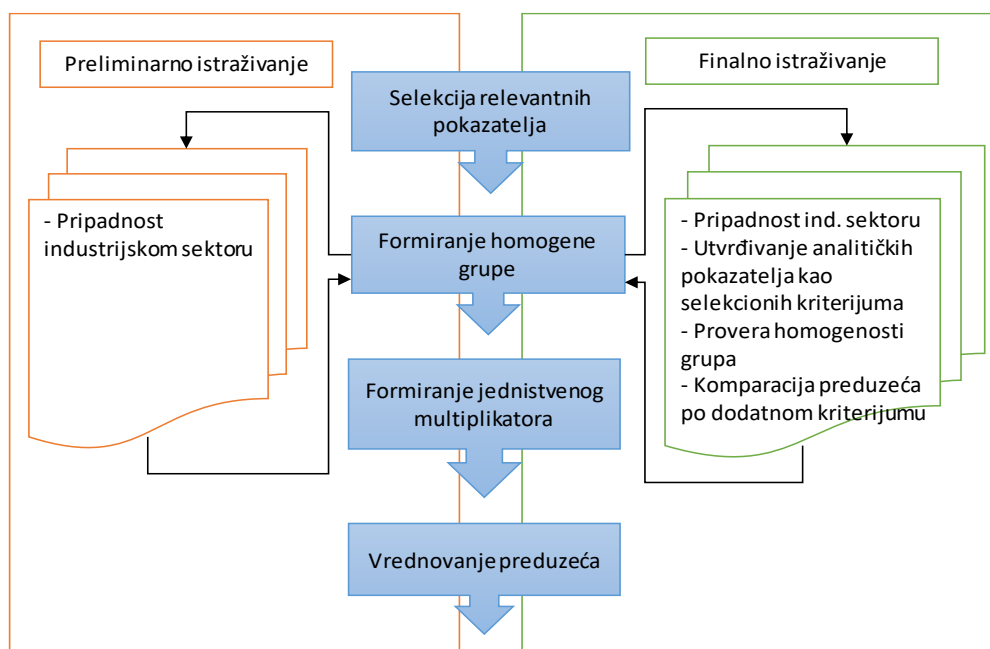 Preliminarno istraživanje
Finalno istraživanje
Selekcija relevantnih
pokazatelja
- Pripadnost
industrijskom sektoru
Formiranje homogene
grupe
- Pripadnost ind. sektoru
- Utvrđivanje analitičkih
pokazatelja kao
selekcionih kriterijuma
- Provera homogenosti
grupa
- Komparacija preduzeća
po dodatnom kriterijumu
Formiranje jednistvenog
multiplikatora
Vrednovanje preduzeća